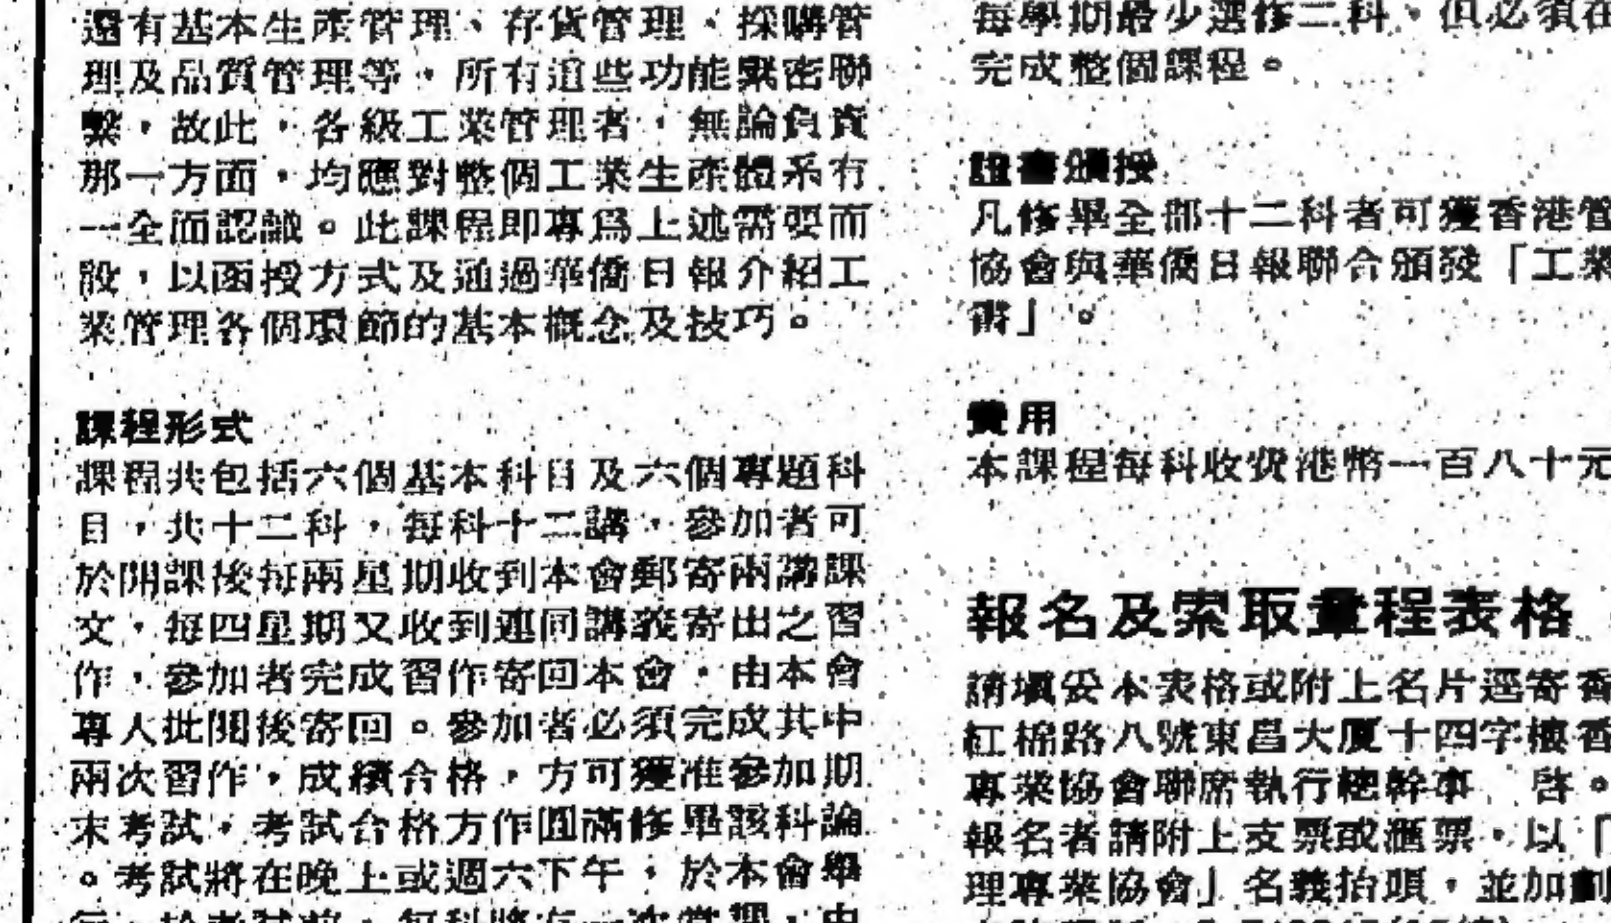 還有基本生產管理、存貨管理、採購管
理及品質管理等。所有這些功能緊密聯
繫，故此，各級工業管理者，無論負責
那一方面，均應對整個工業生產體系有
一全面認識。此課程即專為上述需要而
設，以函授方式及通過華僑日報介紹工
業管理各個環節的基本概念及技巧。
課程形式
課程共包括六個基本科目及六個專題科
目，共十二科，每科十二講，參加者可
於開課後每兩星期收到本會郵寄兩講課
文，每四星期又收到連同講義寄出之習
作，參加者完成習作寄回本會，由本會
專人批閱後寄回。參加者必須完成其中
兩次習作，成績合格，方可獲准參加期
末考試，考試合格方作圓滿修畢該科論
。考試將在晚上或週六下午，於本會舉
每學期最少選修二科，但必須在
完成整個課程。
證書頒授
凡修畢全部十二科者可獲香港管
協會與華僑日報聯合頒發「工業
書」。
費用
本課程每科收費港幣一百八十元
報名及索取章程表格
請填妥本表格或附上名片逕寄香
紅棉路八號東昌大厦十四字樓香
專業協會聯席執行總幹事 啓。
報名者請附上支票或滙票，以「
理專業協會」名義抬頭，並加劃